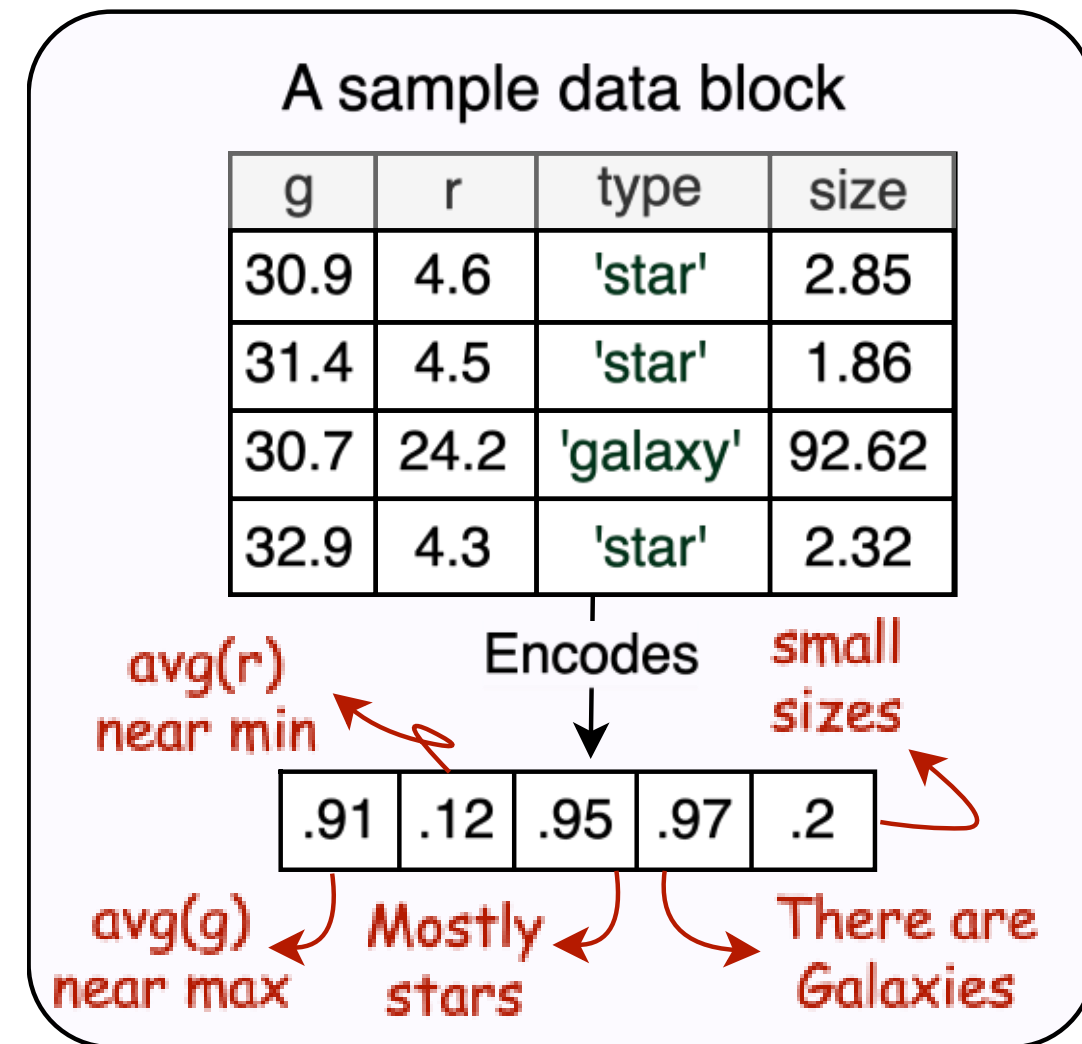 A sample data block
g r type size
30.9 4.6 'star' 2.85
31.4 4.5 'star' 1.86
30.7 24.2 'galaxy' 92.62
32.9 4.3 'star' 2.32
Encodes
avg(r)
near min
small
sizes
.91 .12 .95 .97 .2
avg(g)
near max
Mostly
stars
There are
Galaxies